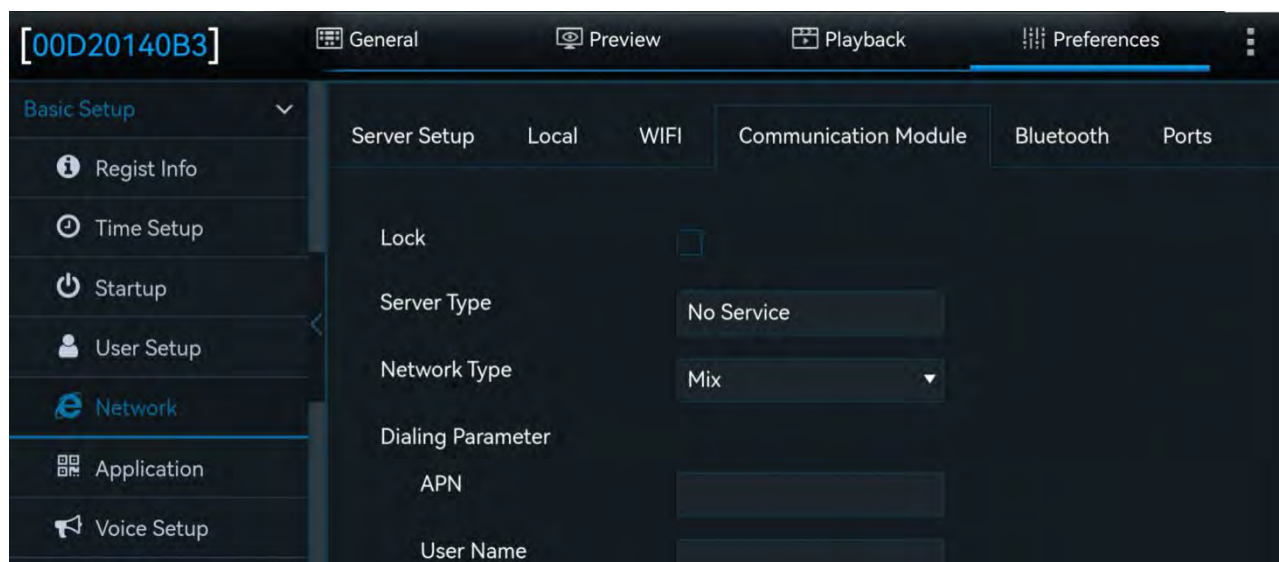 [00D20140B3] General Preview Playback Preferences
Basic Setup
Server Setup Local WIFI Communication Module Bluetooth Ports
Regist Info
Time Setup
Lock
Startup
Server Type No Service
User Setup
Network Type Mix
Network
Dialing Parameter
Application
APN
Voice Setup
User Name